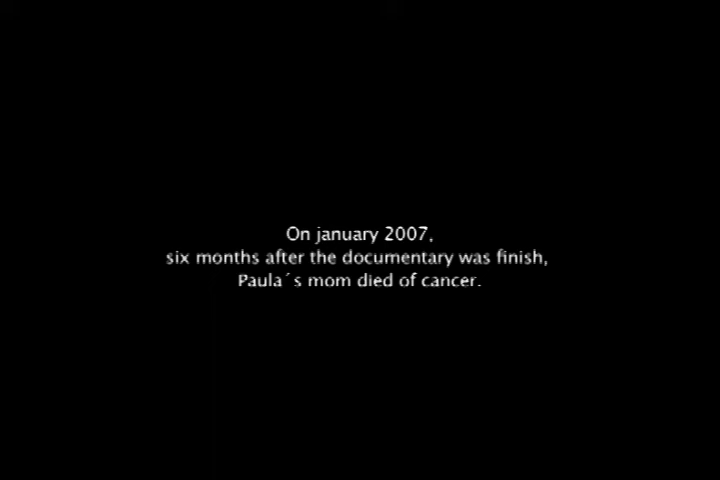 On january 2007,
six months after the documentary was finish,
Paula´s mom died of cancer.